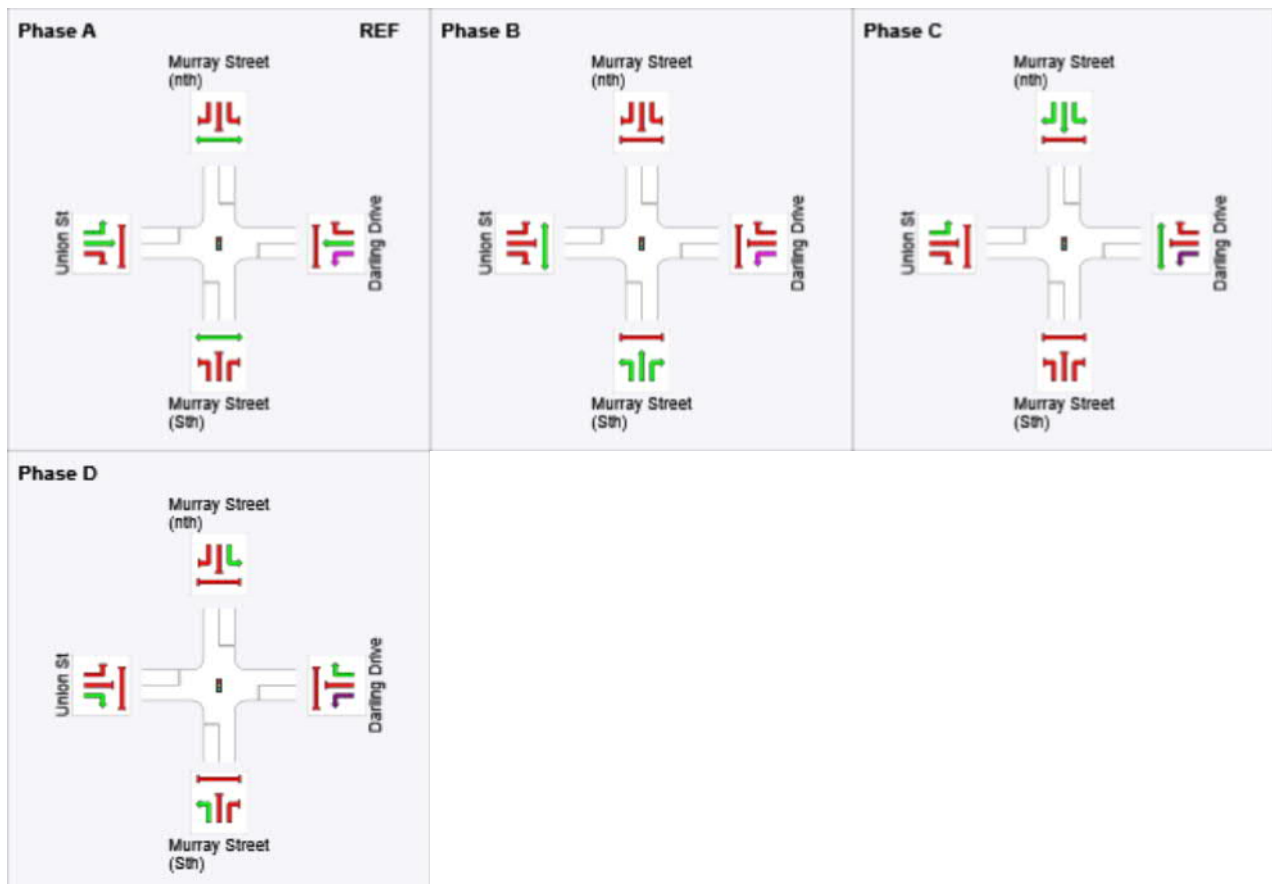 Phase A
REF
Murray Street
(nth)
Union St
Darling Drive
Murray Street
(Sth)
Phase B
Murray Street
(nth)
Union St
Darling Drive
Murray Street
(Sth)
Phase C
Murray Street
(nth)
Union St
Darling Drive
Murray Street
(Sth)
Phase D
Murray Street
(nth)
Union St
Darling Drive
Murray Street
(Sth)